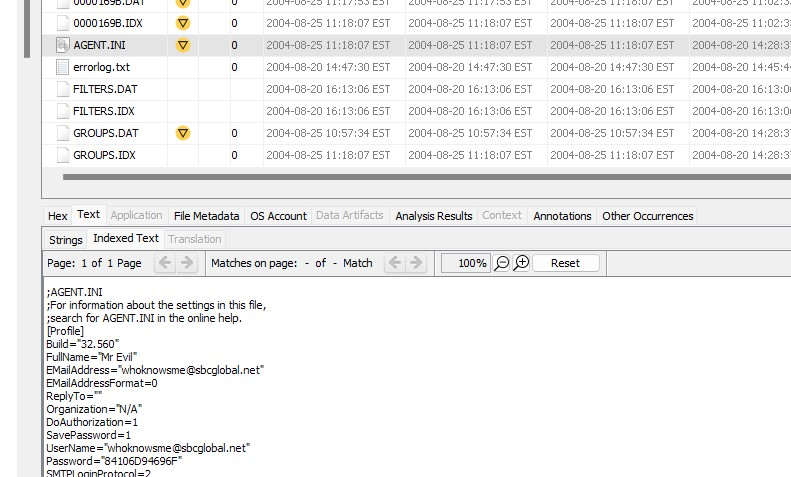 0000169B.DAT 2004-08-25 11:17:53 EST 2004-08-25 11:17:53 EST 2004-08-25 11:17:53 EST 2004-08-25 11:02:3
0000169B.IDX 0 2004-08-25 11:18:07 EST 2004-08-25 11:18:07 EST 2004-08-25 11:18:07 EST 2004-08-25 11:02:3
AGENT.INI 0 2004-08-25 11:18:07 EST 2004-08-25 11:18:07 EST 2004-08-25 11:18:07 EST 2004-08-20 14:28:3
errorlog.txt 0 2004-08-20 14:47:30 EST 2004-08-20 14:47:30 EST 2004-08-20 14:47:30 EST 2004-08-20 14:45:4
FILTERS.DAT 2004-08-20 16:13:06 EST 2004-08-20 16:13:06 EST 2004-08-20 16:13:06 EST 2004-08-20 16:13:0
FILTERS.IDX 2004-08-20 16:13:06 EST 2004-08-20 16:13:06 EST 2004-08-20 16:13:06 EST 2004-08-20 16:13:0
GROUPS.DAT 0 2004-08-25 10:57:34 EST 2004-08-25 10:57:34 EST 2004-08-25 10:57:34 EST 2004-08-20 14:28:3
GROUPS.IDX 0 2004-08-25 11:18:07 EST 2004-08-25 11:18:07 EST 2004-08-25 11:18:07 EST 2004-08-20 14:28:3
Hex Text Application File Metadata OS Account Data Artifacts Analysis Results Context Annotations Other Occurrences
Strings Indexed Text Translation
Page: 1 of 1 Page Matches on page: - of - Match 100% Reset
;AGENT.INI
;For information about the settings in this file,
;search for AGENT.INI in the online help.
[Profile]
Build="32.560"
FullName="Mr Evil"
EMailAddress="whoknowsme@sbcglobal.net"
EMailAddressFormat=0
ReplyTo=""
Organization="N/A"
DoAuthorization=1
SavePassword=1
UserName="whoknowsme@sbcglobal.net"
Password="84106D94696F"
SMTPLoginProtocol=2